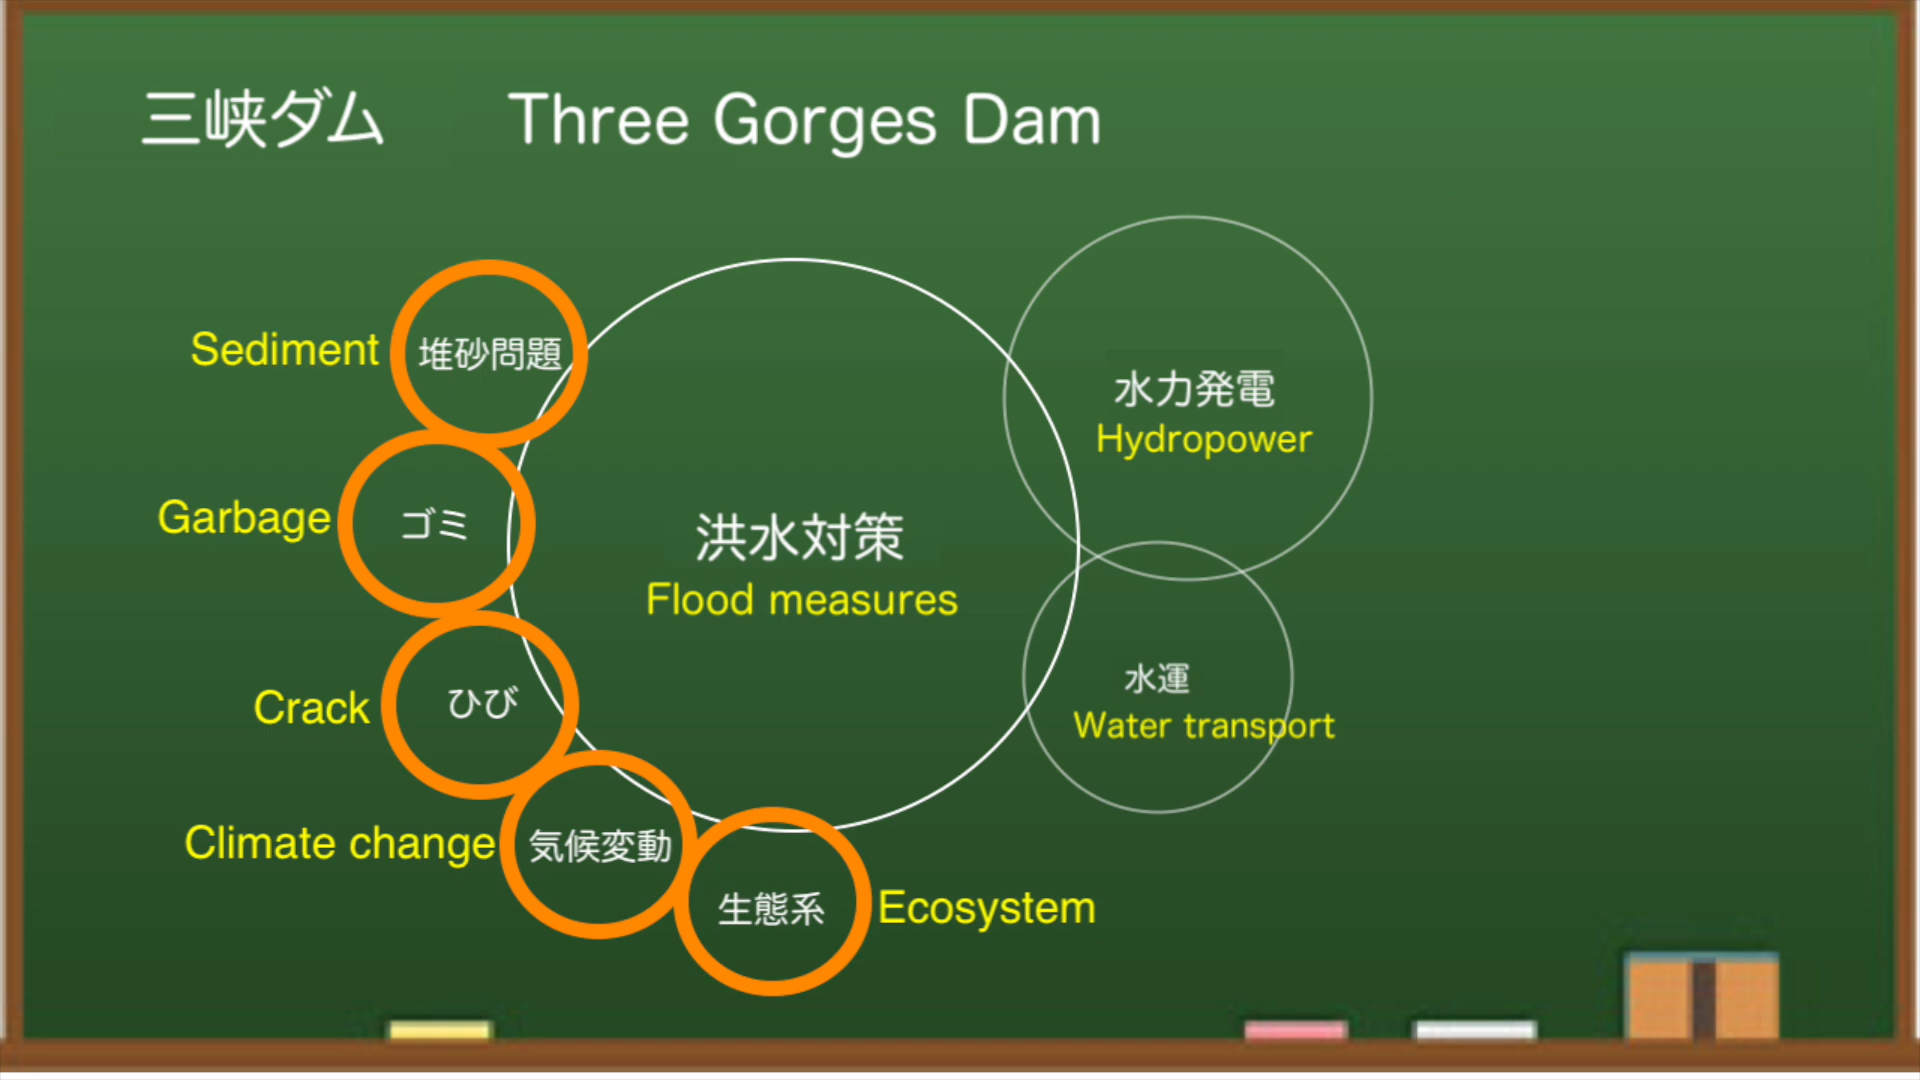 三峡ダム Three Gorges Dam
Sediment 堆砂問題
Garbage ゴミ
Crack ひび
Climate change 気候変動
生態系 Ecosystem
洪水対策
Flood measures
水力発電
Hydropower
水運
Water transport